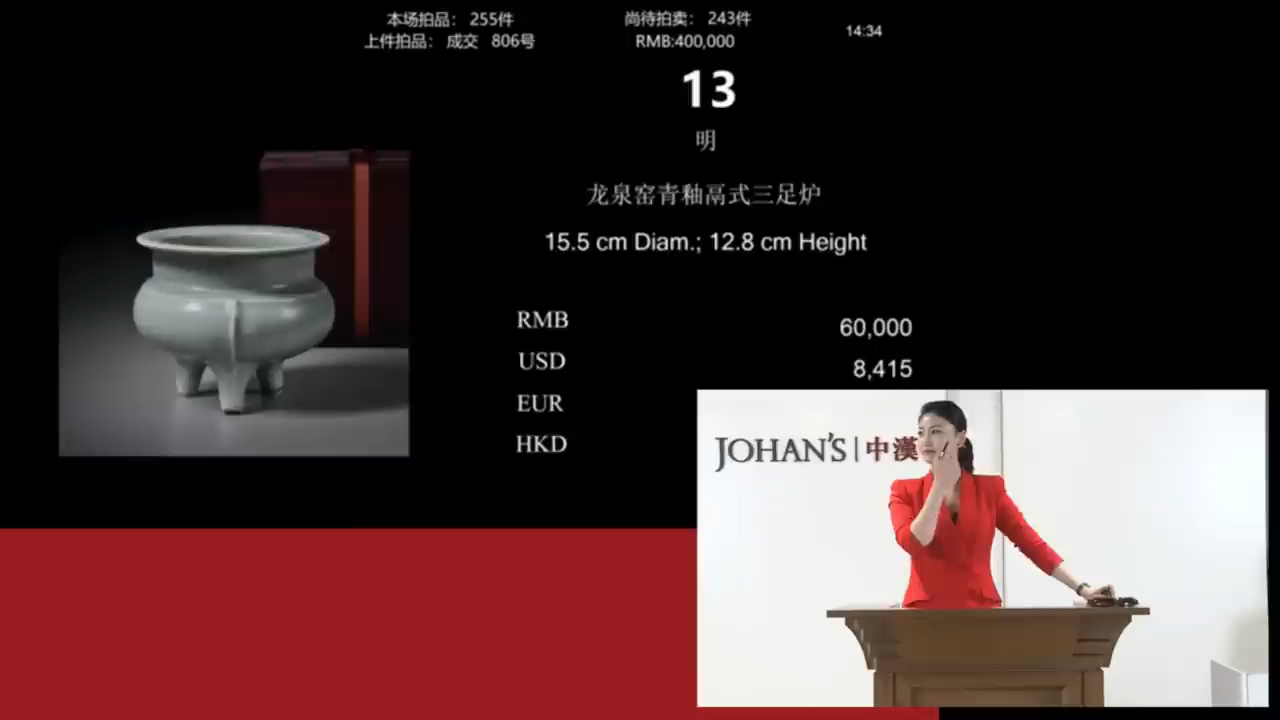 本场拍品： 255件
尚待拍卖： 243件
14:34
上件拍品： 成交 806号
RMB:400,000
13
明
龙泉窑青釉鬲式三足炉
15.5 cm Diam.; 12.8 cm Height
RMB 60,000
USD 8,415
EUR
HKD
JOHAN'S | 中漢